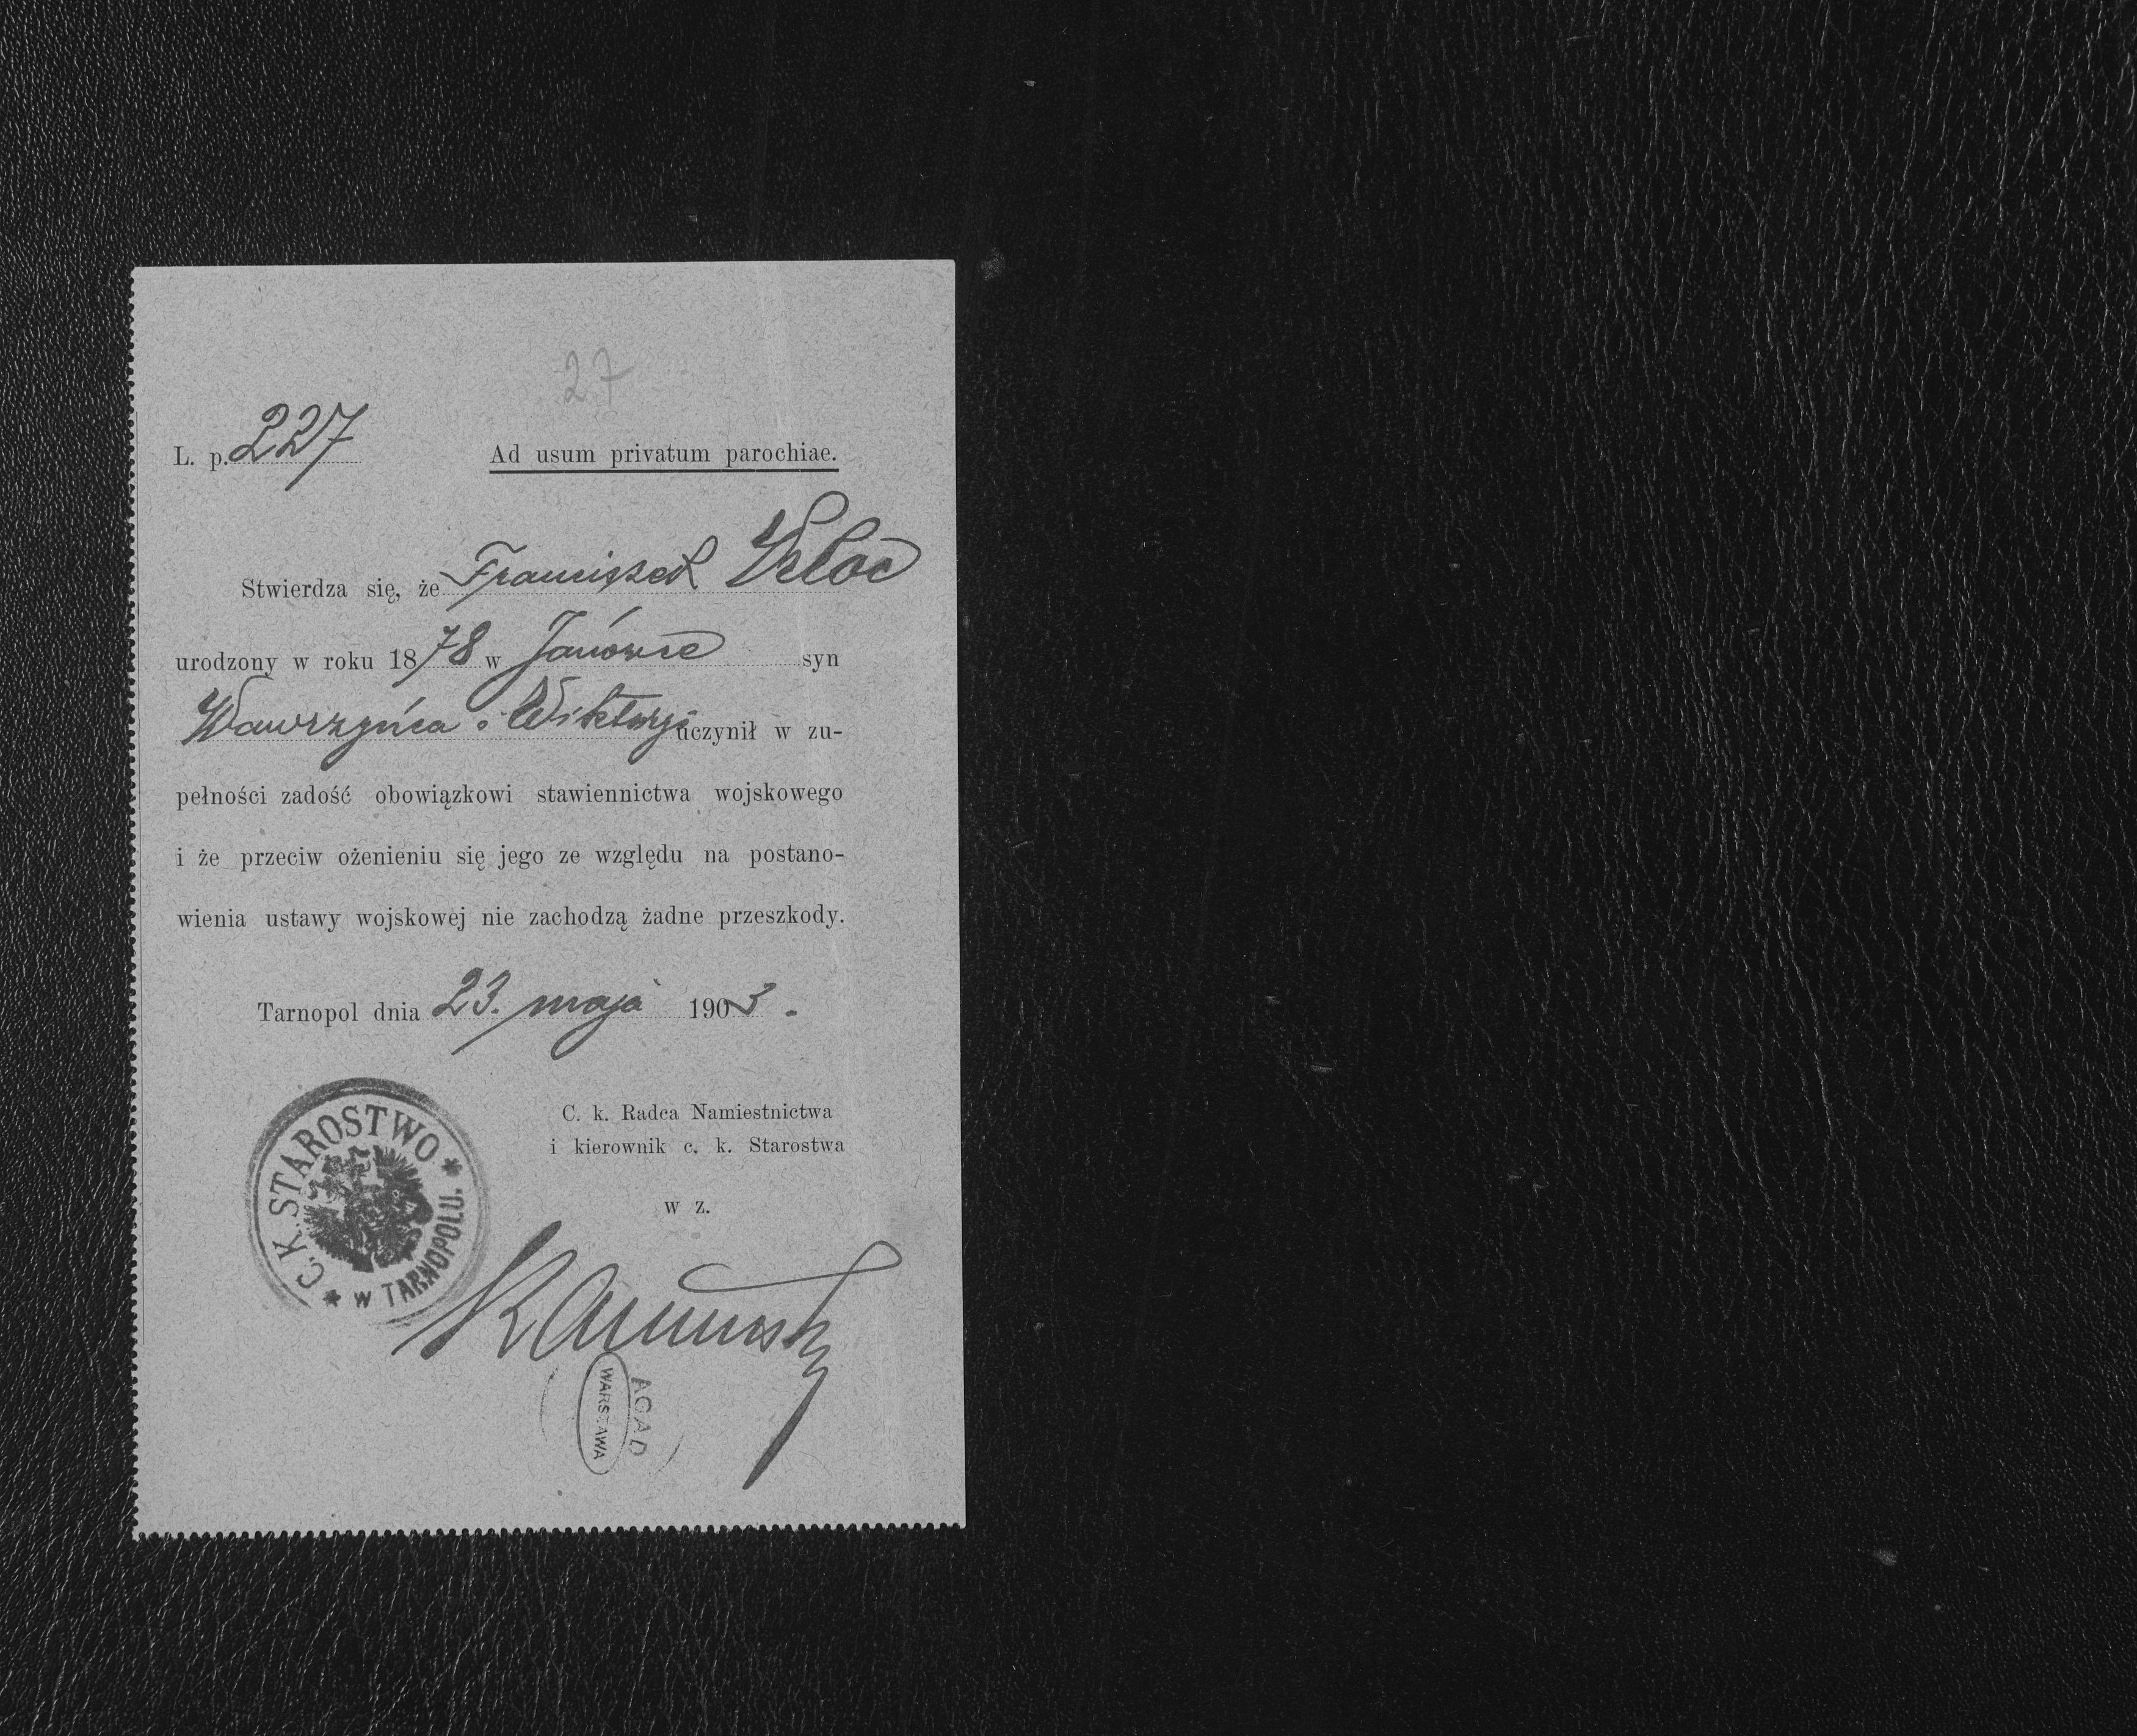 27
L. p. 227
Ad usum privatum parochiae.
Stwierdza się, że Franciszek
urodzony w roku 1878 w Janówce syn
Wawrzyńca i Wiktoryi uczynił w zu-
pełności zadość obowiązkowi stawiennictwa wojskowego
i że przeciw ożenieniu się jego ze względu na postano-
wienia ustawy wojskowej nie zachodzą żadne przeszkody.
Tarnopol dnia 23. maja 1903.
C. k. Radca Namiestnictwa
i kierownik c. k. Starostwa
w z.
C. K. STAROSTWO * W TARNOPOLU. *
AGAD
WARSZAWA